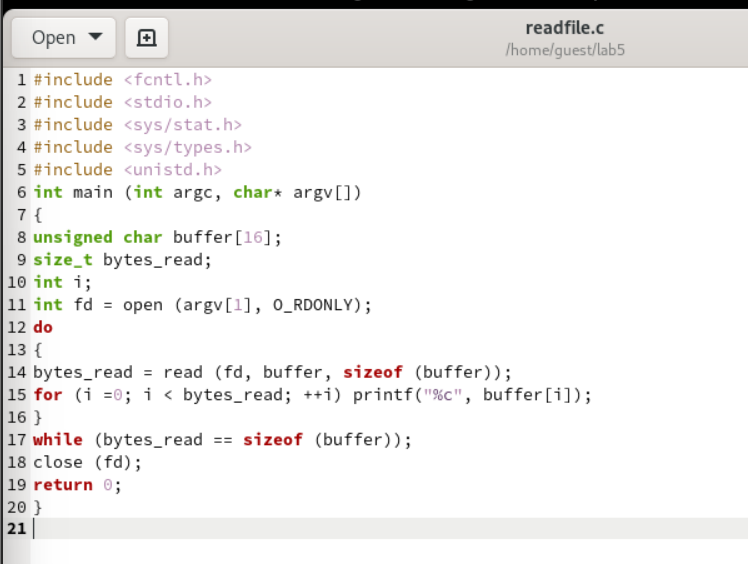 Open
readfile.c
/home/guest/lab5
1 #include <fcntl.h>
2 #include <stdio.h>
3 #include <sys/stat.h>
4 #include <sys/types.h>
5 #include <unistd.h>
6 int main (int argc, char* argv[])
7 {
8 unsigned char buffer[16];
9 size_t bytes_read;
10 int i;
11 int fd = open (argv[1], O_RDONLY);
12 do
13 {
14 bytes_read = read (fd, buffer, sizeof (buffer));
15 for (i =0; i < bytes_read; ++i) printf("%c", buffer[i]);
16 }
17 while (bytes_read == sizeof (buffer));
18 close (fd);
19 return 0;
20 }
21